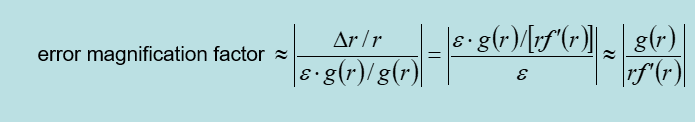 error magnification factor ≈ |(Δr / r) / (ε · g(r) / g(r))| = |(ε · g(r)/[rf'(r)]) / ε| ≈ |g(r) / (rf'(r))|